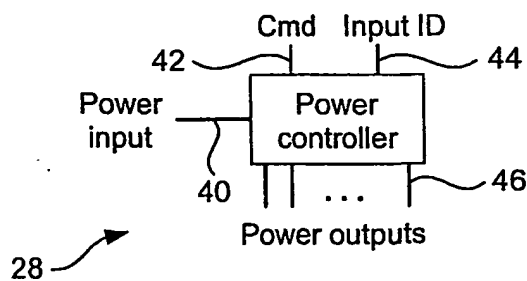 Cmd Input ID
42 44
Power input
Power controller
40
46
. . .
Power outputs
28